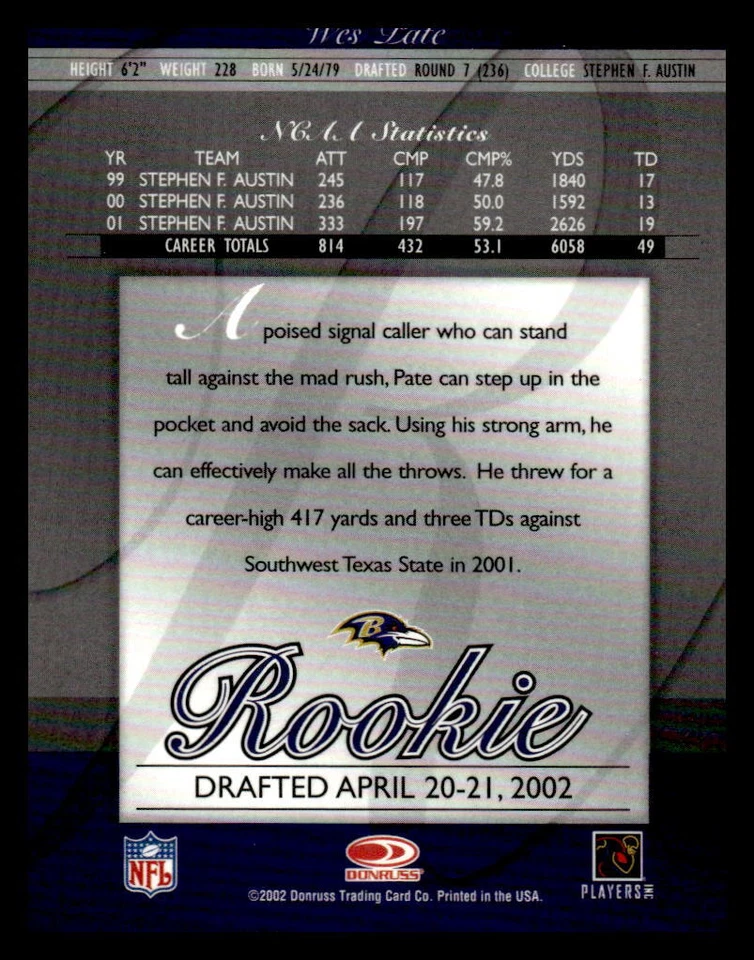 Wes Pate
HEIGHT 6'2" WEIGHT 228 BORN 5/24/79 DRAFTED ROUND 7 (236) COLLEGE STEPHEN F. AUSTIN
NCAA Statistics
YR TEAM ATT CMP CMP% YDS TD
99 STEPHEN F. AUSTIN 245 117 47.8 1840 17
00 STEPHEN F. AUSTIN 236 118 50.0 1592 13
01 STEPHEN F. AUSTIN 333 197 59.2 2626 19
CAREER TOTALS 814 432 53.1 6058 49
A poised signal caller who can stand
tall against the mad rush, Pate can step up in the
pocket and avoid the sack. Using his strong arm, he
can effectively make all the throws. He threw for a
career-high 417 yards and three TDs against
Southwest Texas State in 2001.
B
Rookie
DRAFTED APRIL 20-21, 2002
NFL
DONRUSS
PLAYERS INC
©2002 Donruss Trading Card Co. Printed in the USA.